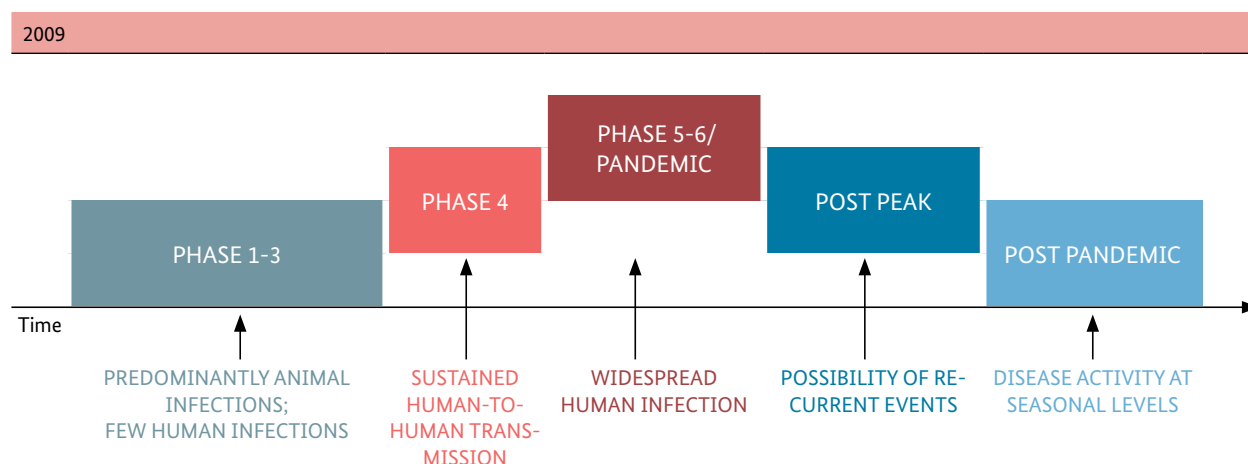 2009
PHASE 5-6/
PANDEMIC
PHASE 4
POST PEAK
PHASE 1-3
POST PANDEMIC
Time
PREDOMINANTLY ANIMAL
INFECTIONS;
FEW HUMAN INFECTIONS
SUSTAINED
HUMAN-TO-
HUMAN TRANS-
MISSION
WIDESPREAD
HUMAN INFECTION
POSSIBILITY OF RE-
CURRENT EVENTS
DISEASE ACTIVITY AT
SEASONAL LEVELS